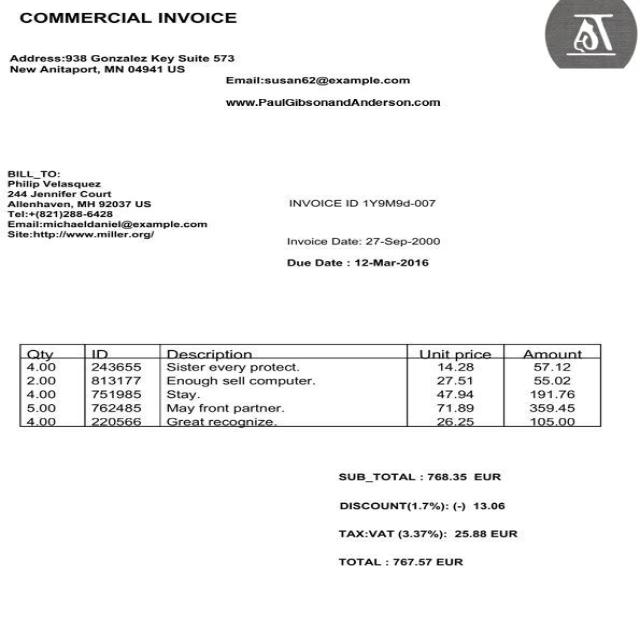 COMMERCIAL INVOICE
Address:938 Gonzalez Key Suite 573
New Anitaport, MN 04941 US
Email:susan62@example.com
www.PaulGibsonandAnderson.com
BILL_TO:
Philip Velasquez
244 Jennifer Court
Allenhaven, MH 92037 US
Tel:+(821)288-6428
Email:michaeldaniel@example.com
Site:http://www.miller.org/
INVOICE ID 1Y9M9d-007
Invoice Date: 27-Sep-2000
Due Date : 12-Mar-2016
Qty ID Description Unit price Amount
4.00 243655 Sister every protect. 14.28 57.12
2.00 813177 Enough sell computer. 27.51 55.02
4.00 751985 Stay. 47.94 191.76
5.00 762485 May front partner. 71.89 359.45
4.00 220566 Great recognize. 26.25 105.00
SUB_TOTAL : 768.35 EUR
DISCOUNT(1.7%): (-) 13.06
TAX:VAT (3.37%): 25.88 EUR
TOTAL : 767.57 EUR